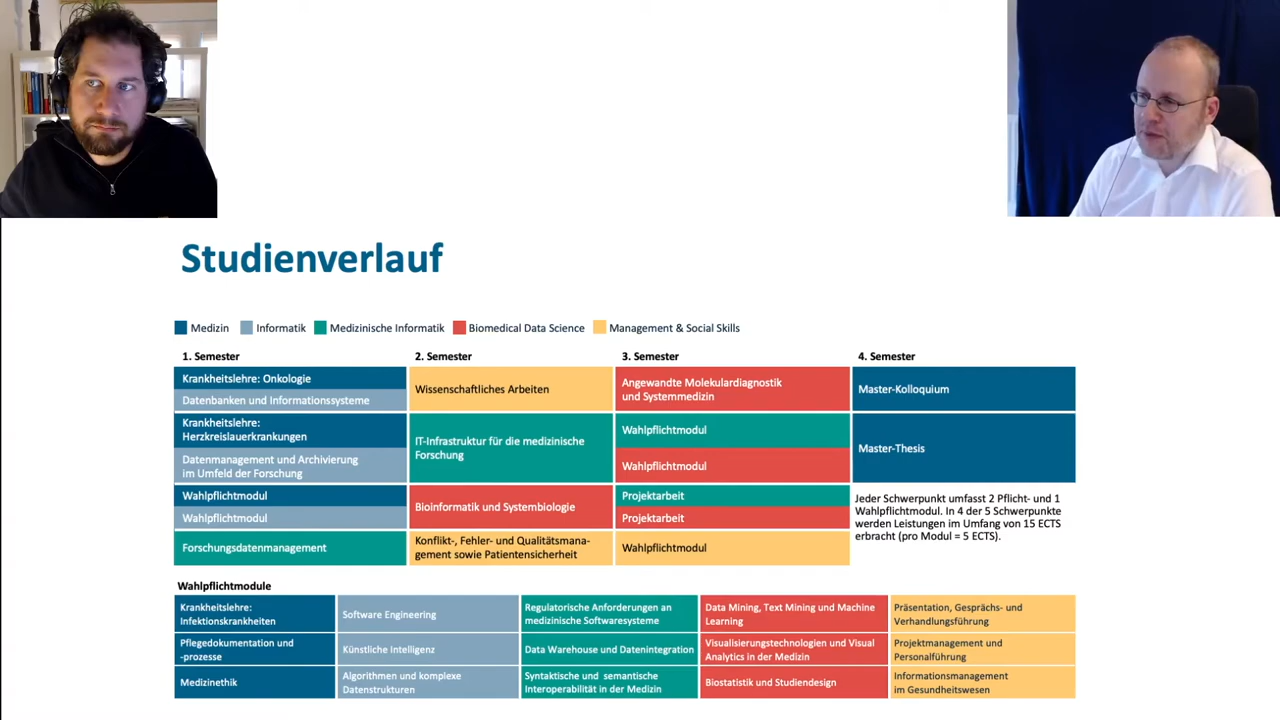 Studienverlauf
Medizin
Informatik
Medizinische Informatik
Biomedical Data Science
Management & Social Skills
1. Semester
2. Semester
3. Semester
4. Semester
Krankheitslehre: Onkologie
Datenbanken und Informationssysteme
Wissenschaftliches Arbeiten
Angewandte Molekulardiagnostik
und Systemmedizin
Master-Kolloquium
Krankheitslehre:
Herzkreislauerkrankungen
Datenmanagement und Archivierung
im Umfeld der Forschung
IT-Infrastruktur für die medizinische
Forschung
Wahlpflichtmodul
Wahlpflichtmodul
Master-Thesis
Wahlpflichtmodul
Wahlpflichtmodul
Bioinformatik und Systembiologie
Projektarbeit
Projektarbeit
Jeder Schwerpunkt umfasst 2 Pflicht- und 1
Wahlpflichtmodul. In 4 der 5 Schwerpunkte
werden Leistungen im Umfang von 15 ECTS
erbracht (pro Modul = 5 ECTS).
Forschungsdatenmanagement
Konflikt-, Fehler- und Qualitätsmana-
gement sowie Patientensicherheit
Wahlpflichtmodul
Wahlpflichtmodule
Krankheitslehre:
Infektionskrankheiten
Software Engineering
Regulatorische Anforderungen an
medizinische Softwaresysteme
Data Mining, Text Mining und Machine
Learning
Präsentation, Gesprächs- und
Verhandlungsführung
Pflegedokumentation und
-prozesse
Künstliche Intelligenz
Data Warehouse und Datenintegration
Visualisierungstechnologien und Visual
Analytics in der Medizin
Projektmanagement und
Personalführung
Medizinethik
Algorithmen und komplexe
Datenstrukturen
Syntaktische und semantische
Interoperabilität in der Medizin
Biostatistik und Studiendesign
Informationsmanagement
im Gesundheitswesen